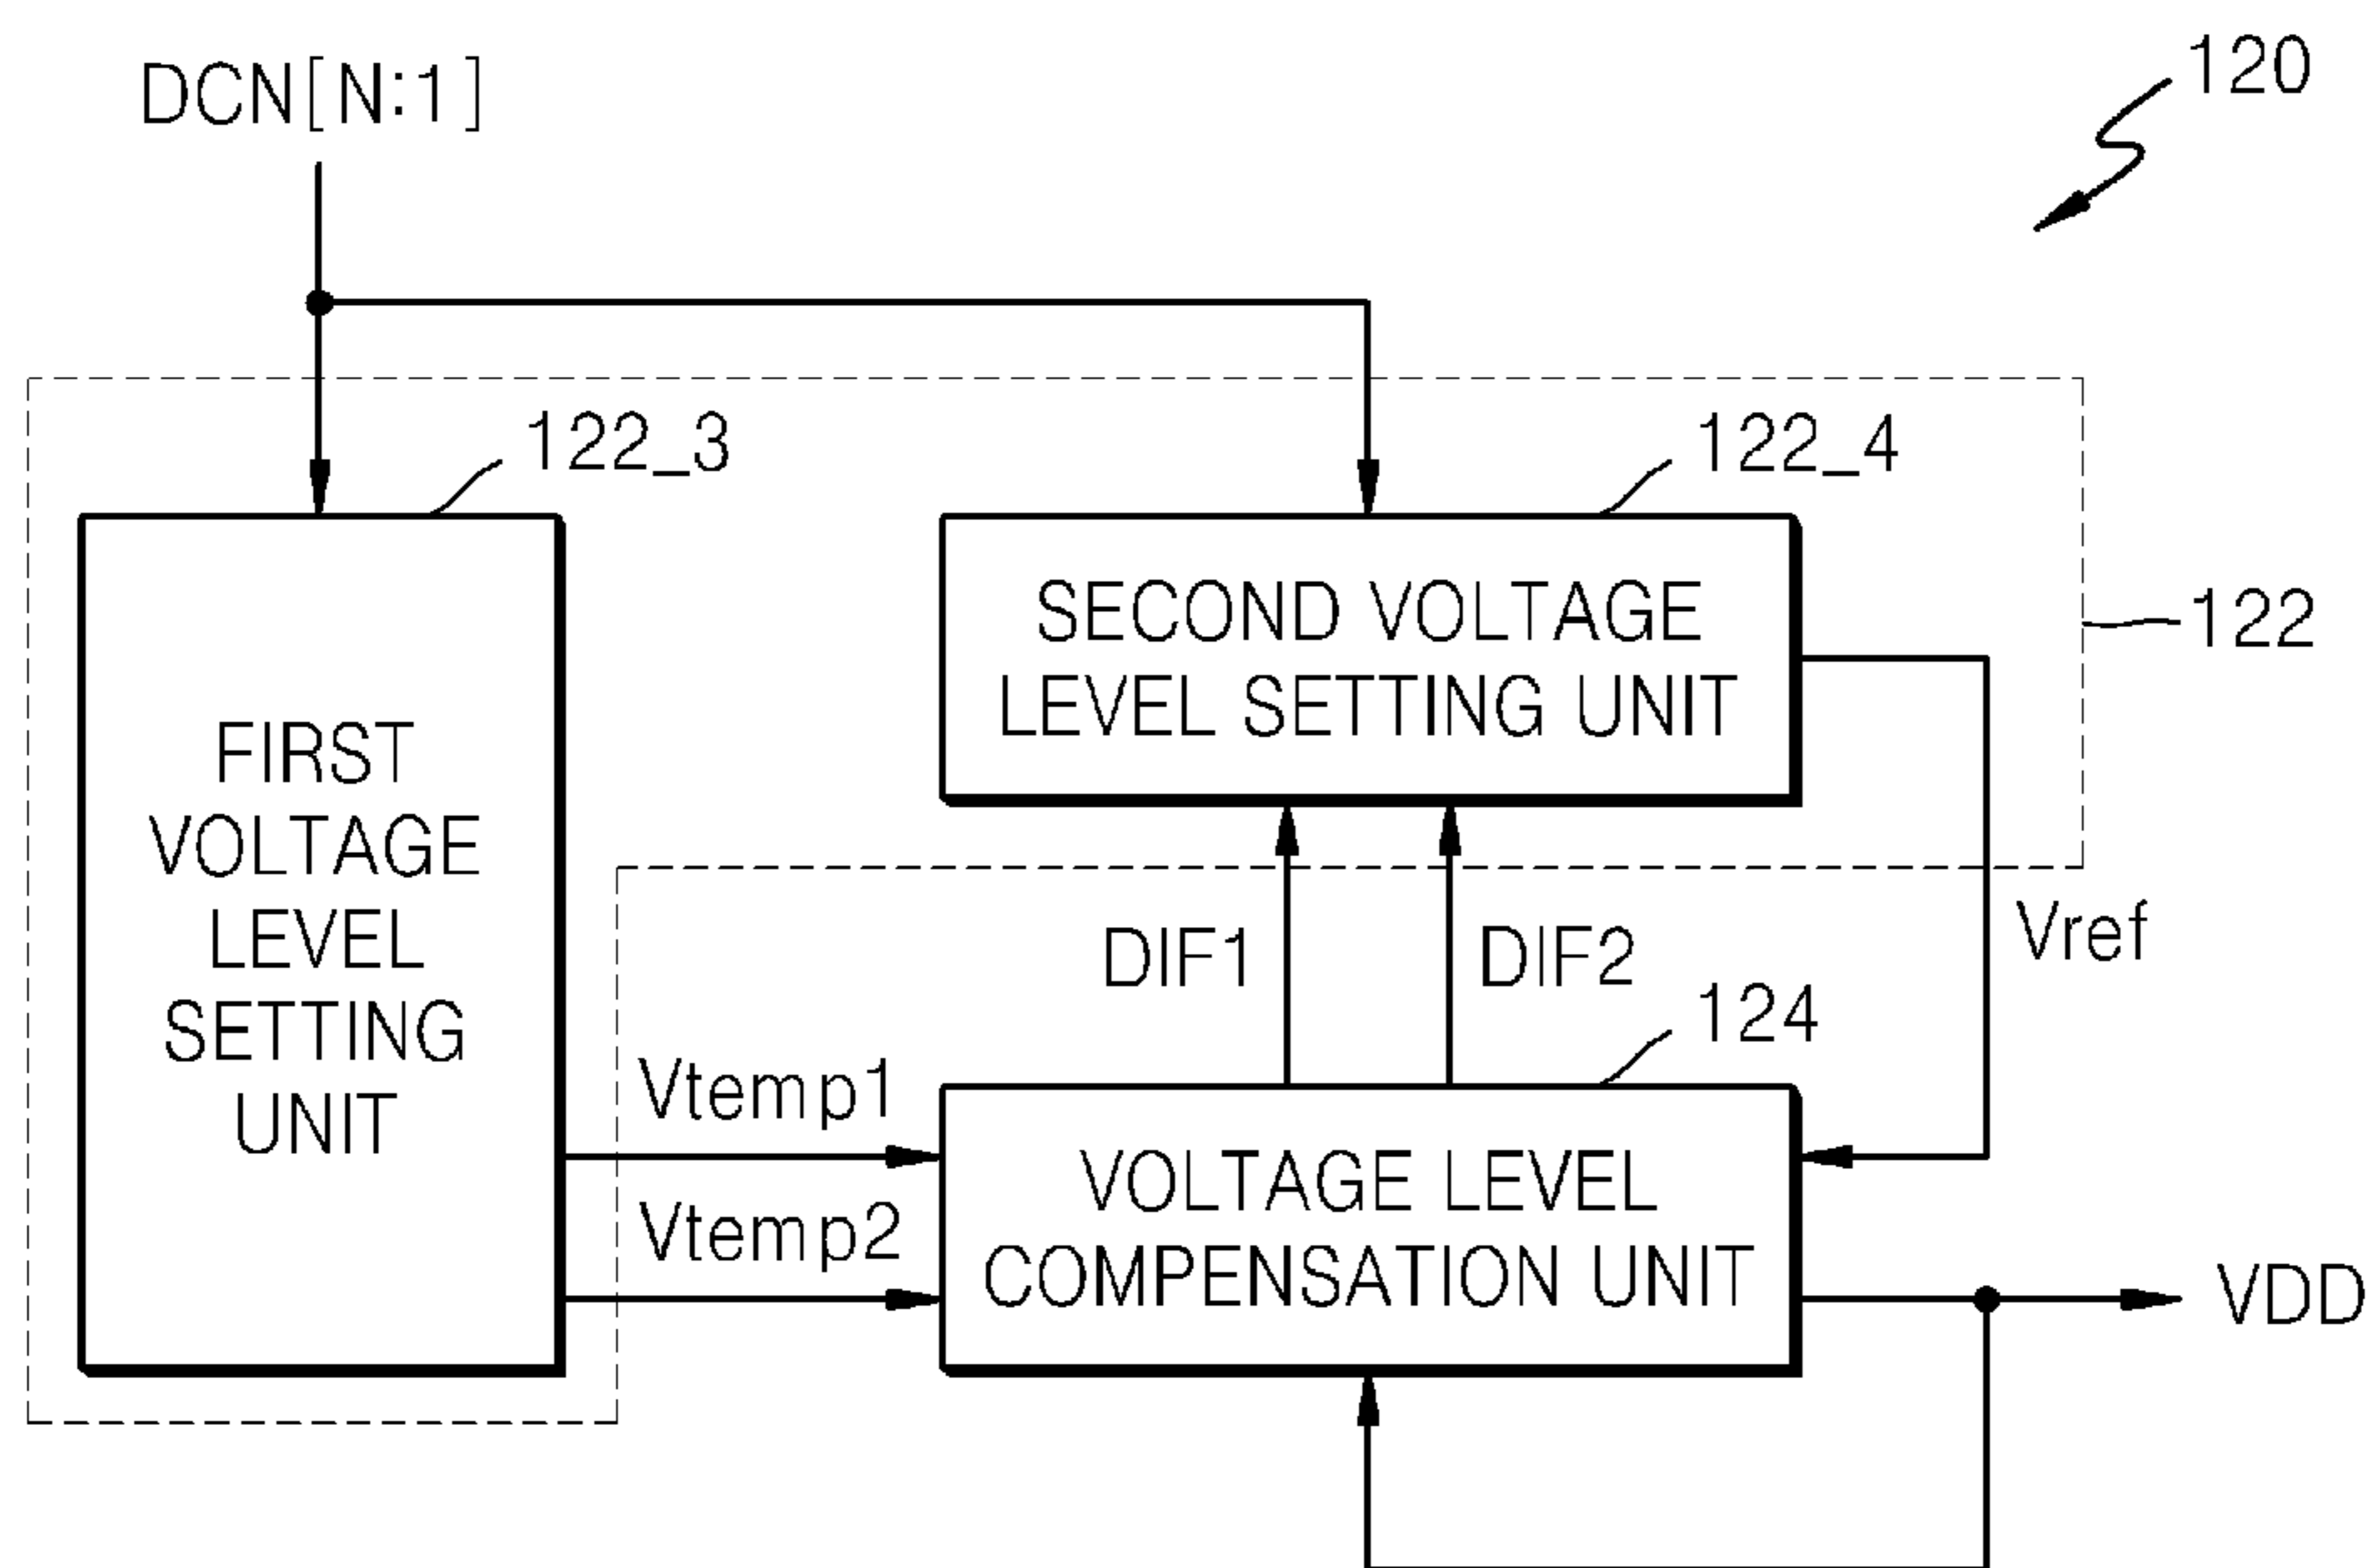 DCN[N:1]
120
122_3
122_4
FIRST
VOLTAGE
LEVEL
SETTING
UNIT
SECOND VOLTAGE
LEVEL SETTING UNIT
122
DIF1
DIF2
Vref
124
Vtemp1
Vtemp2
VOLTAGE LEVEL
COMPENSATION UNIT
VDD